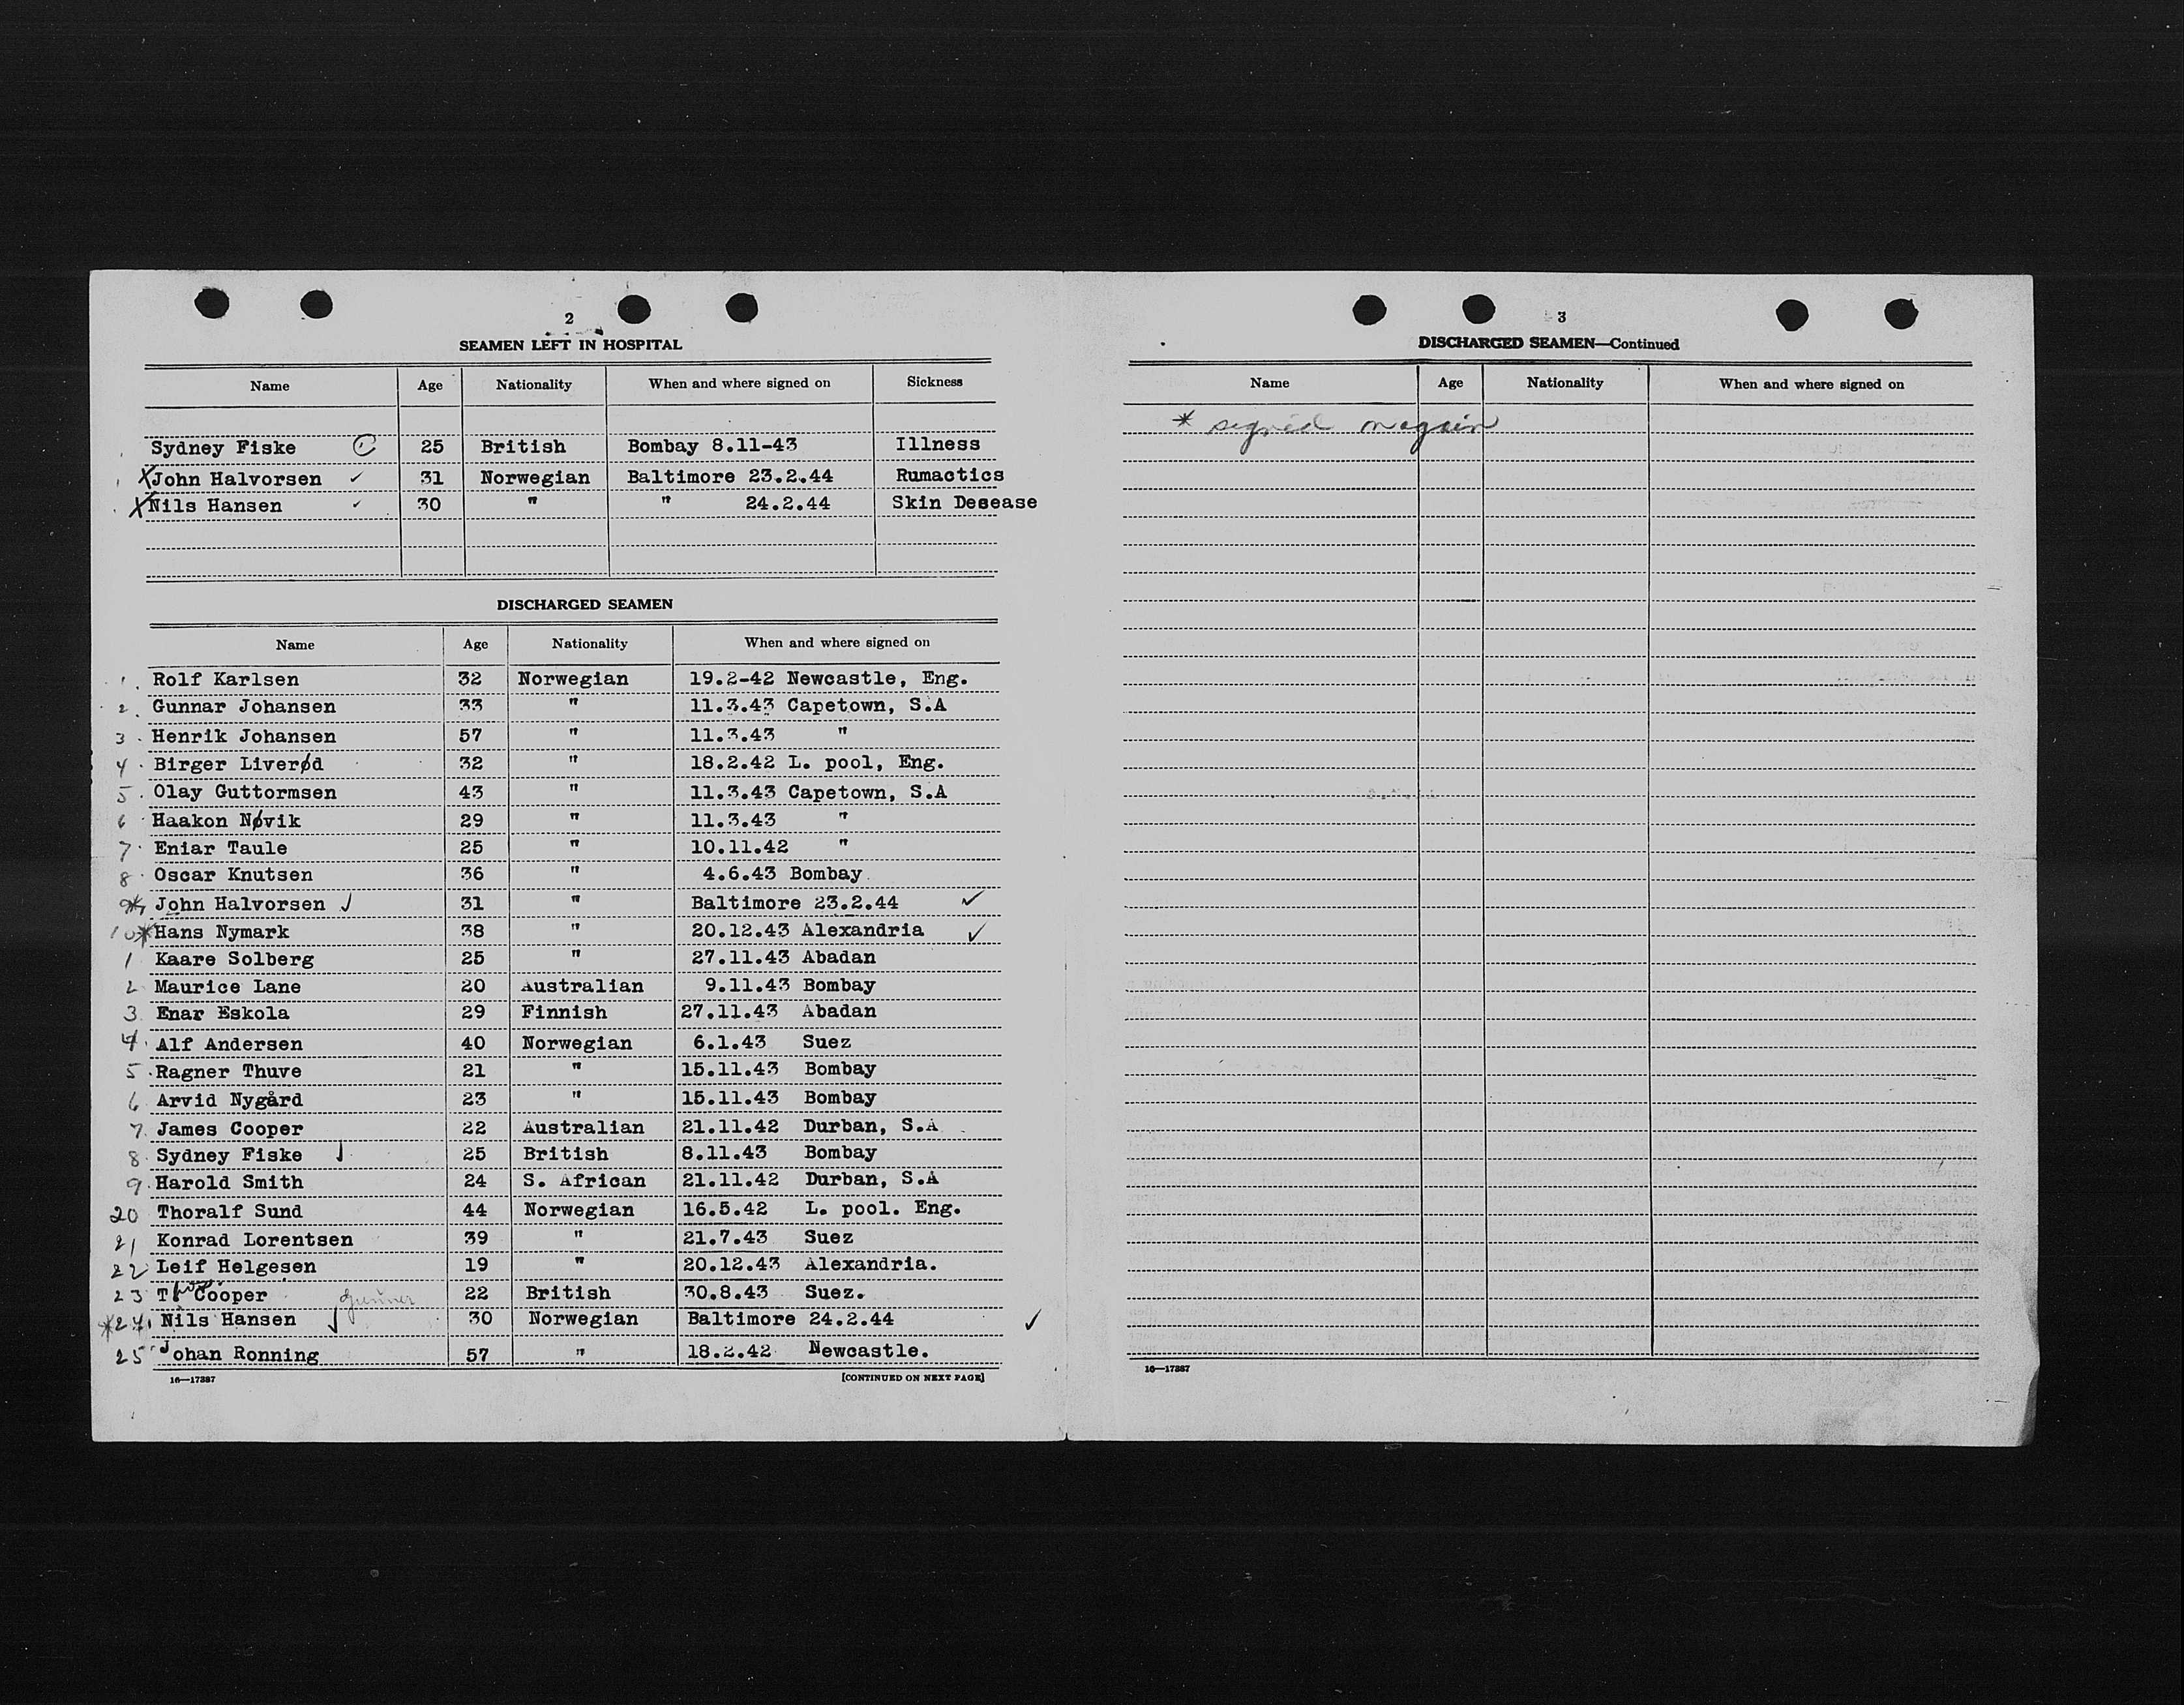 2
SEAMEN LEFT IN HOSPITAL
Name Age Nationality When and where signed on Sickness
Sydney Fiske 25 British Bombay 8.11-43 Illness
X John Halvorsen ✓ 31 Norwegian Baltimore 23.2.44 Rumactics
X Nils Hansen ✓ 30 " " 24.2.44 Skin Desease
DISCHARGED SEAMEN
Name Age Nationality When and where signed on
1. Rolf Karlsen 32 Norwegian 19.2-42 Newcastle, Eng.
2. Gunnar Johansen 33 " 11.3.43 Capetown, S.A
3. Henrik Johansen 57 " 11.3.43 "
4. Birger Liverød 32 " 18.2.42 L. pool, Eng.
5. Olay Guttormsen 43 " 11.3.43 Capetown, S.A
6 Haakon Nøvik 29 " 11.3.43 "
7. Eniar Taule 25 " 10.11.42 "
8. Oscar Knutsen 36 " 4.6.43 Bombay.
9* John Halvorsen ✓ 31 " Baltimore 23.2.44 ✓
10* Hans Nymark 38 " 20.12.43 Alexandria ✓
1 Kaare Solberg 25 " 27.11.43 Abadan
2 Maurice Lane 20 Australian 9.11.43 Bombay
3 Enar Eskola 29 Finnish 27.11.43 Abadan
4. Alf Andersen 40 Norwegian 6.1.43 Suez
5. Ragner Thuve 21 " 15.11.43 Bombay
6 Arvid Nygård 23 " 15.11.43 Bombay
7. James Cooper 22 Australian 21.11.42 Durban, S.A
8. Sydney Fiske ✓ 25 British 8.11.43 Bombay
9. Harold Smith 24 S. African 21.11.42 Durban, S.A
20 Thoralf Sund 44 Norwegian 16.5.42 L. pool. Eng.
21 Konrad Lorentsen 39 " 21.7.43 Suez
22 Leif Helgesen 19 " 20.12.43 Alexandria.
23 Cooper gunner 22 British 30.8.43 Suez.
*24. Nils Hansen ✓ 30 Norwegian Baltimore 24.2.44 ✓
25 Johan Ronning 57 " 18.2.42 Newcastle.
16—17387 [CONTINUED ON NEXT PAGE]
3
DISCHARGED SEAMEN—Continued
Name Age Nationality When and where signed on
* signed on again
16—17387